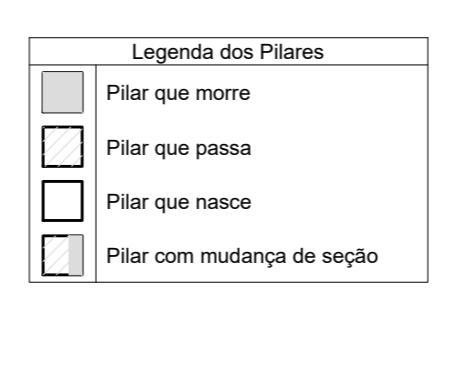 Legenda dos Pilares
Pilar que morre
Pilar que passa
Pilar que nasce
Pilar com mudança de seção